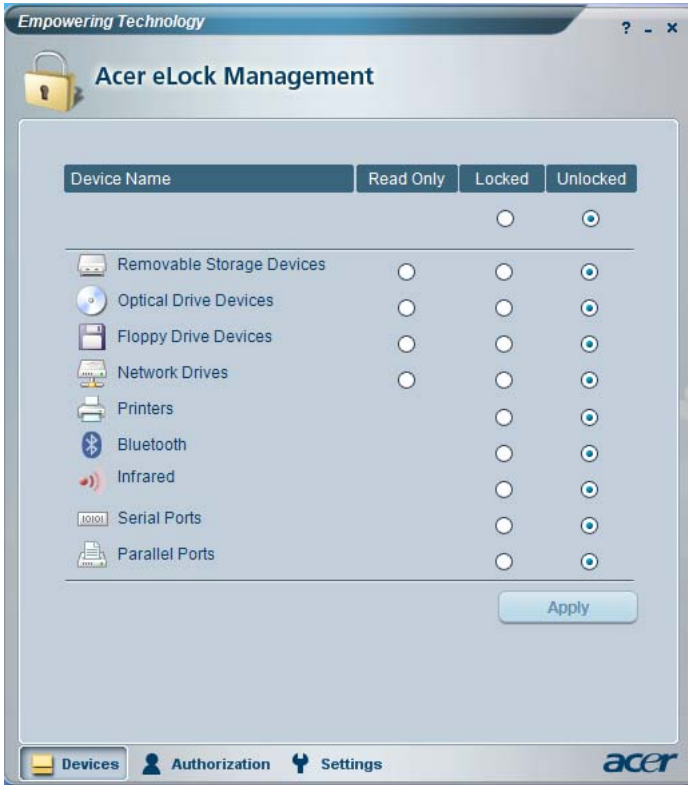 Empowering Technology
? - x
Acer eLock Management
Device Name Read Only Locked Unlocked
Removable Storage Devices
Optical Drive Devices
Floppy Drive Devices
Network Drives
Printers
Bluetooth
Infrared
10101 Serial Ports
Parallel Ports
Apply
Devices Authorization Settings acer